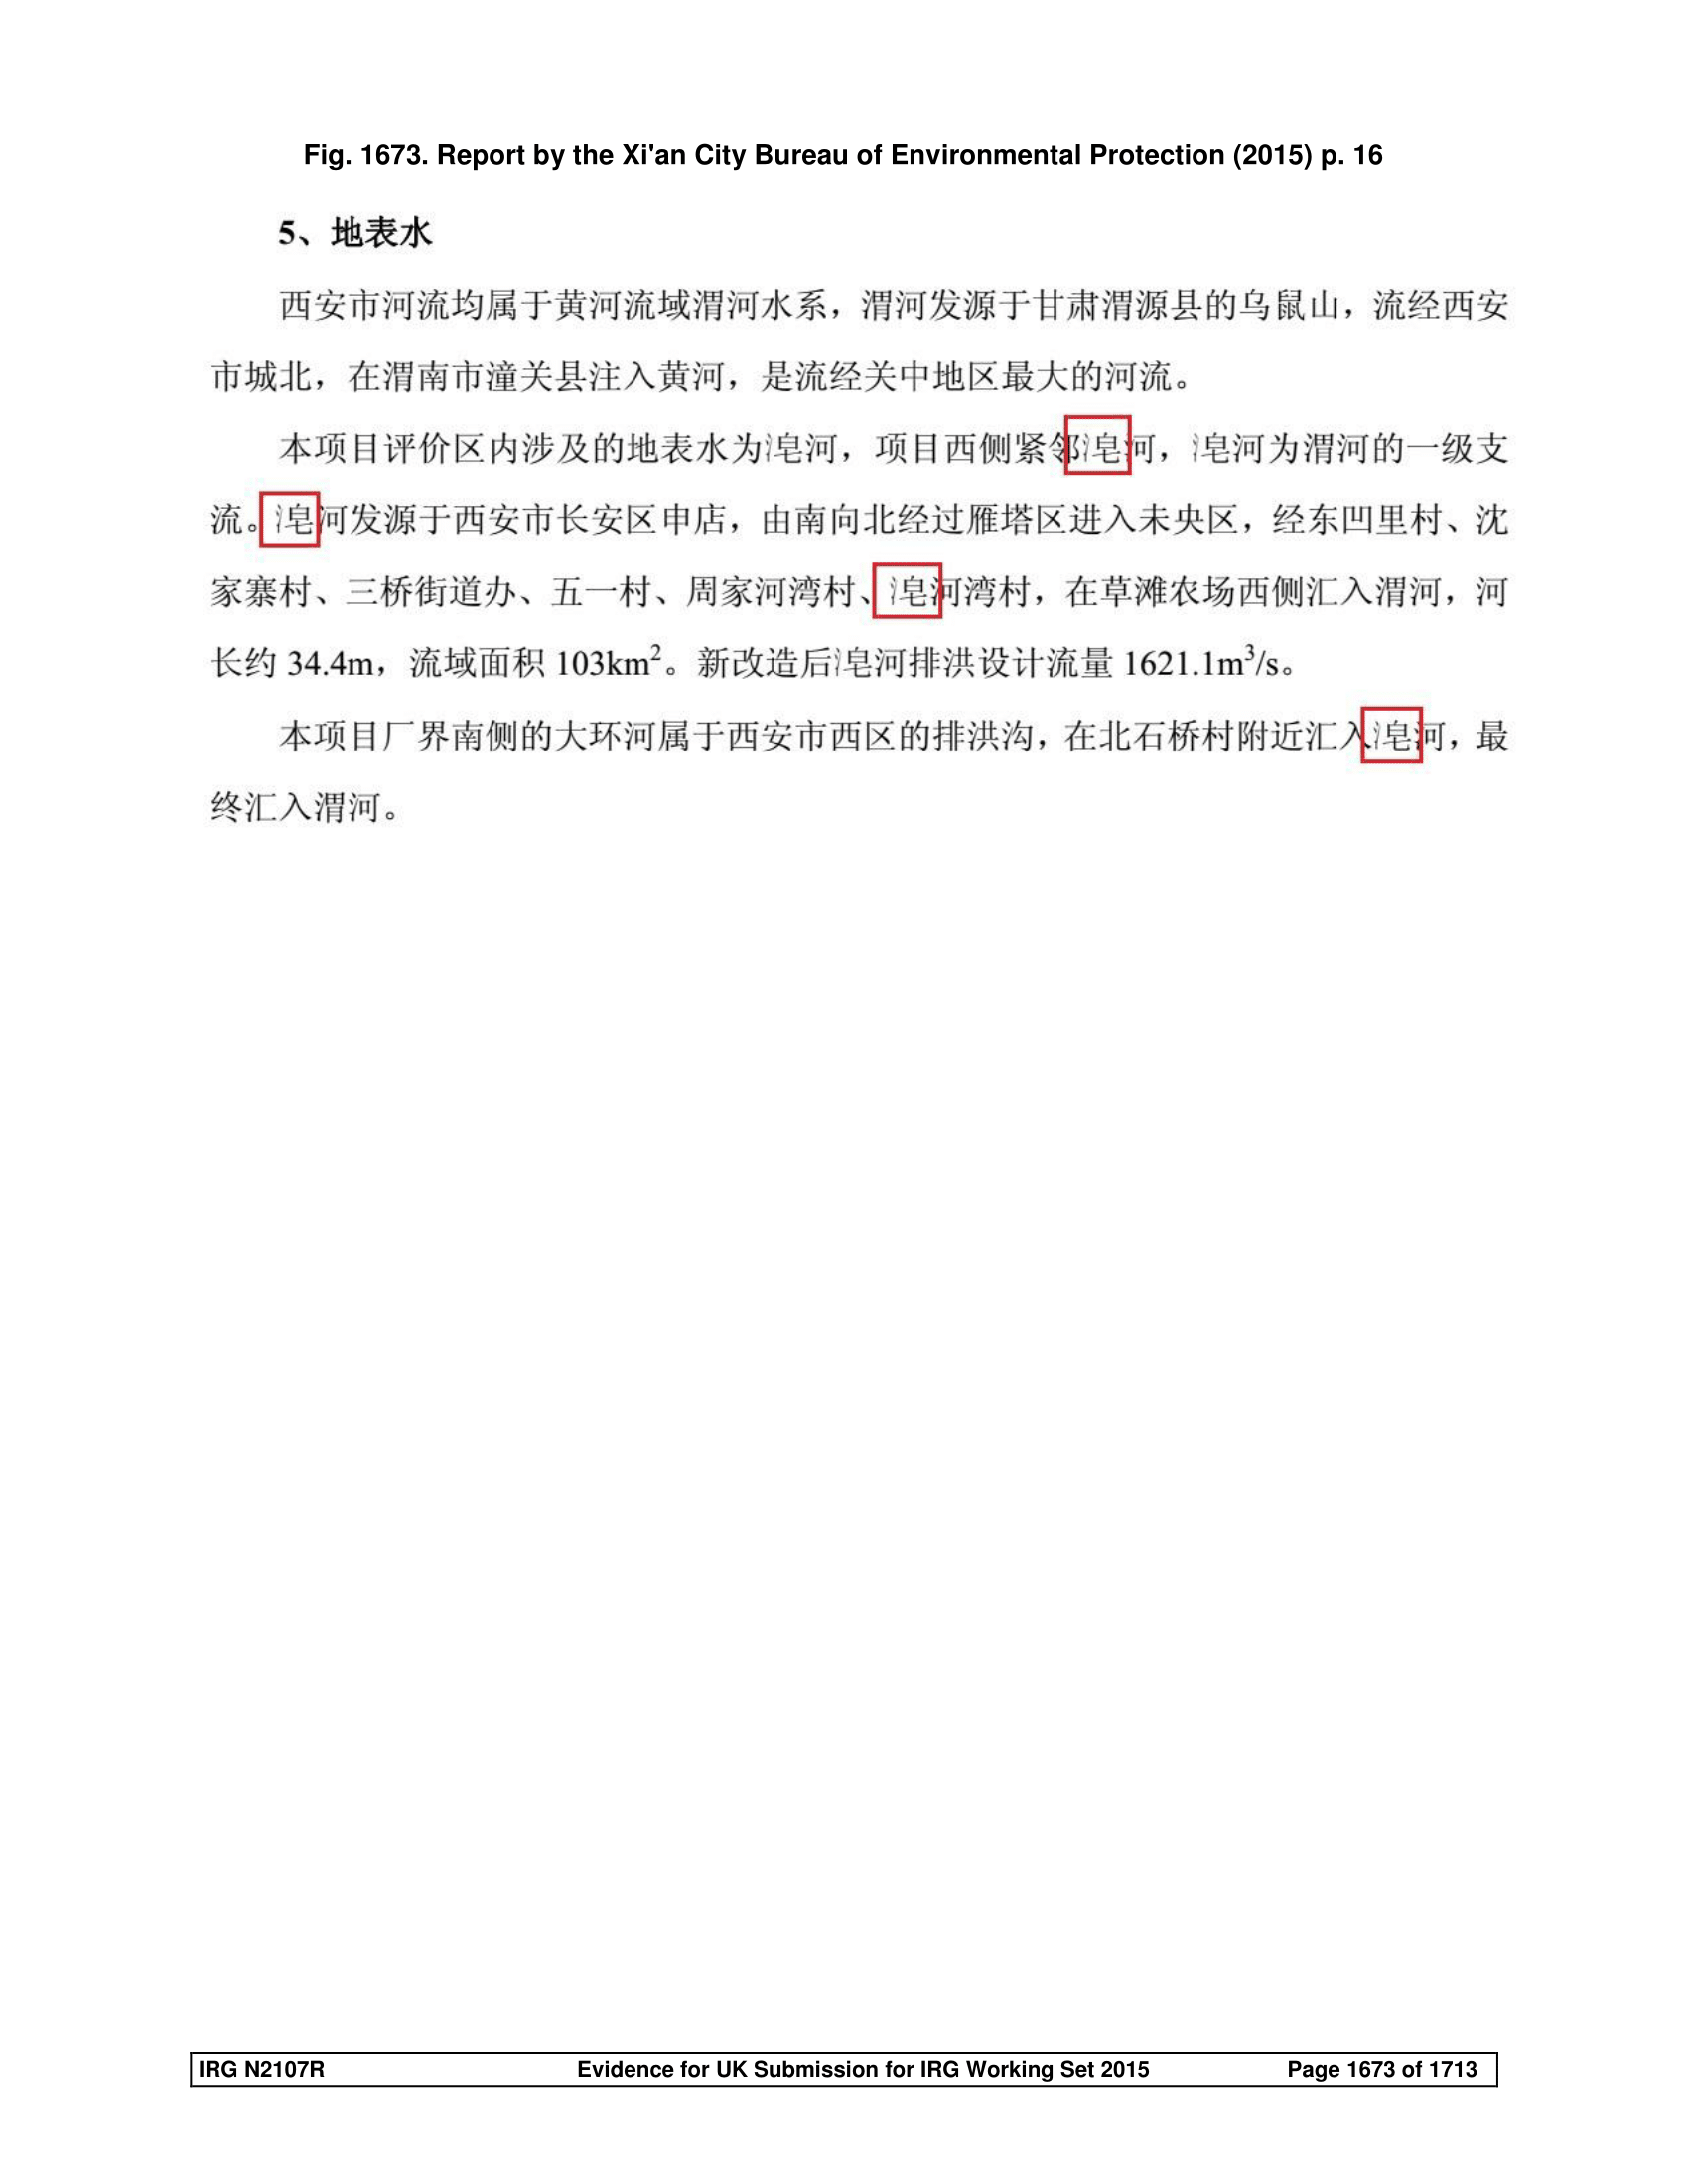 Fig. 1673. Report by the Xi'an City Bureau of Environmental Protection (2015) p. 16
5、地表水
西安市河流均属于黄河流域渭河水系，渭河发源于甘肃渭源县的乌鼠山，流经西安
市城北，在渭南市潼关县注入黄河，是流经关中地区最大的河流。
本项目评价区内涉及的地表水为氵皂河，项目西侧紧邻氵皂河，氵皂河为渭河的一级支
流。氵皂河发源于西安市长安区申店，由南向北经过雁塔区进入未央区，经东凹里村、沈
家寨村、三桥街道办、五一村、周家河湾村、氵皂河湾村，在草滩农场西侧汇入渭河，河
长约 34.4m，流域面积 103km²。新改造后氵皂河排洪设计流量 1621.1m³/s。
本项目厂界南侧的大环河属于西安市西区的排洪沟，在北石桥村附近汇入氵皂河，最
终汇入渭河。
IRG N2107R Evidence for UK Submission for IRG Working Set 2015 Page 1673 of 1713